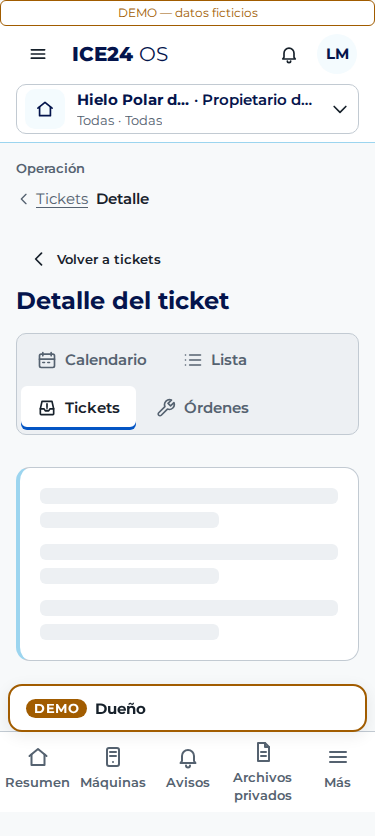 DEMO — datos ficticios
ICE24 OS
LM
Hielo Polar d... · Propietario d...
Todas · Todas
Operación
Tickets Detalle
Volver a tickets
Detalle del ticket
Calendario Lista
Tickets Órdenes
DEMO Dueño
Resumen Máquinas Avisos Archivos privados Más